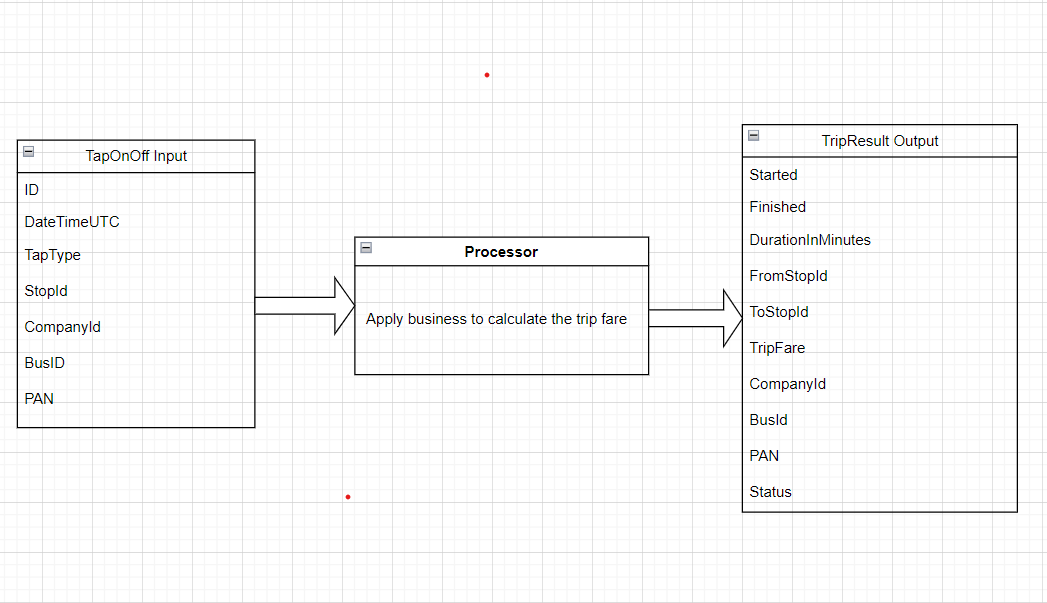 TapOnOff Input
ID
DateTimeUTC
TapType
StopId
CompanyId
BusID
PAN
Processor
Apply business to calculate the trip fare
TripResult Output
Started
Finished
DurationInMinutes
FromStopId
ToStopId
TripFare
CompanyId
BusId
PAN
Status